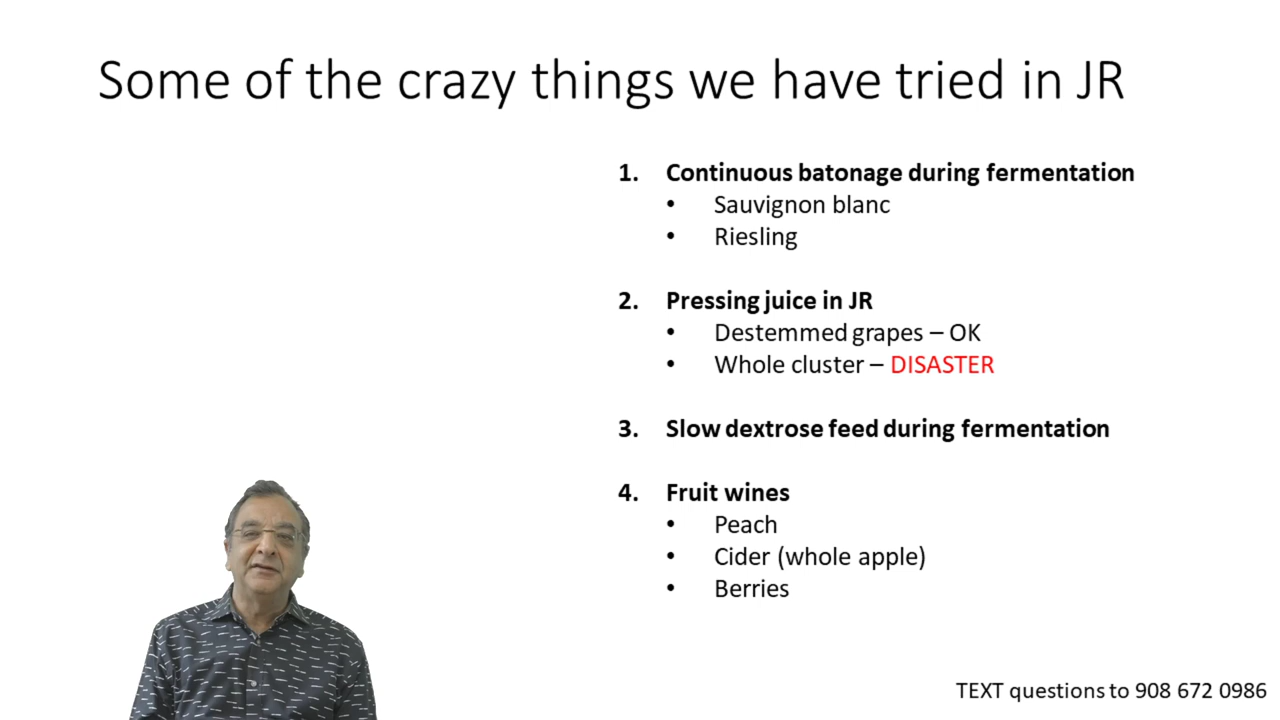 Some of the crazy things we have tried in JR
1. Continuous batonage during fermentation
• Sauvignon blanc
• Riesling
2. Pressing juice in JR
• Destemmed grapes – OK
• Whole cluster – DISASTER
3. Slow dextrose feed during fermentation
4. Fruit wines
• Peach
• Cider (whole apple)
• Berries
TEXT questions to 908 672 0986